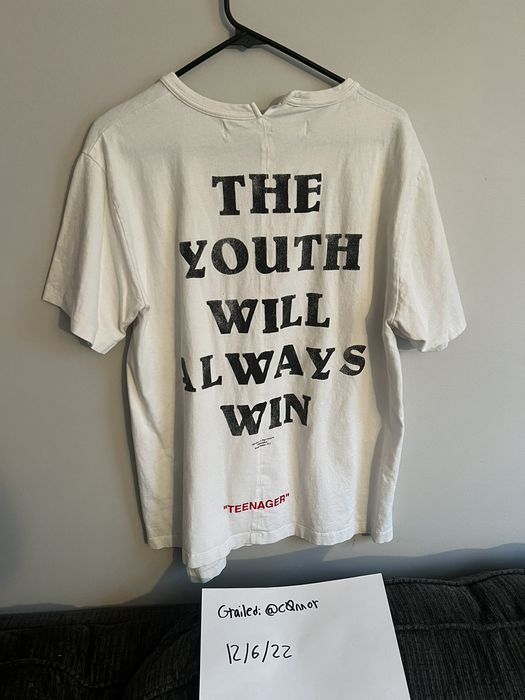 THE
YOUTH
WILL
ALWAYS
WIN
"TEENAGER"
Grailed: @c0nnor
12/6/22